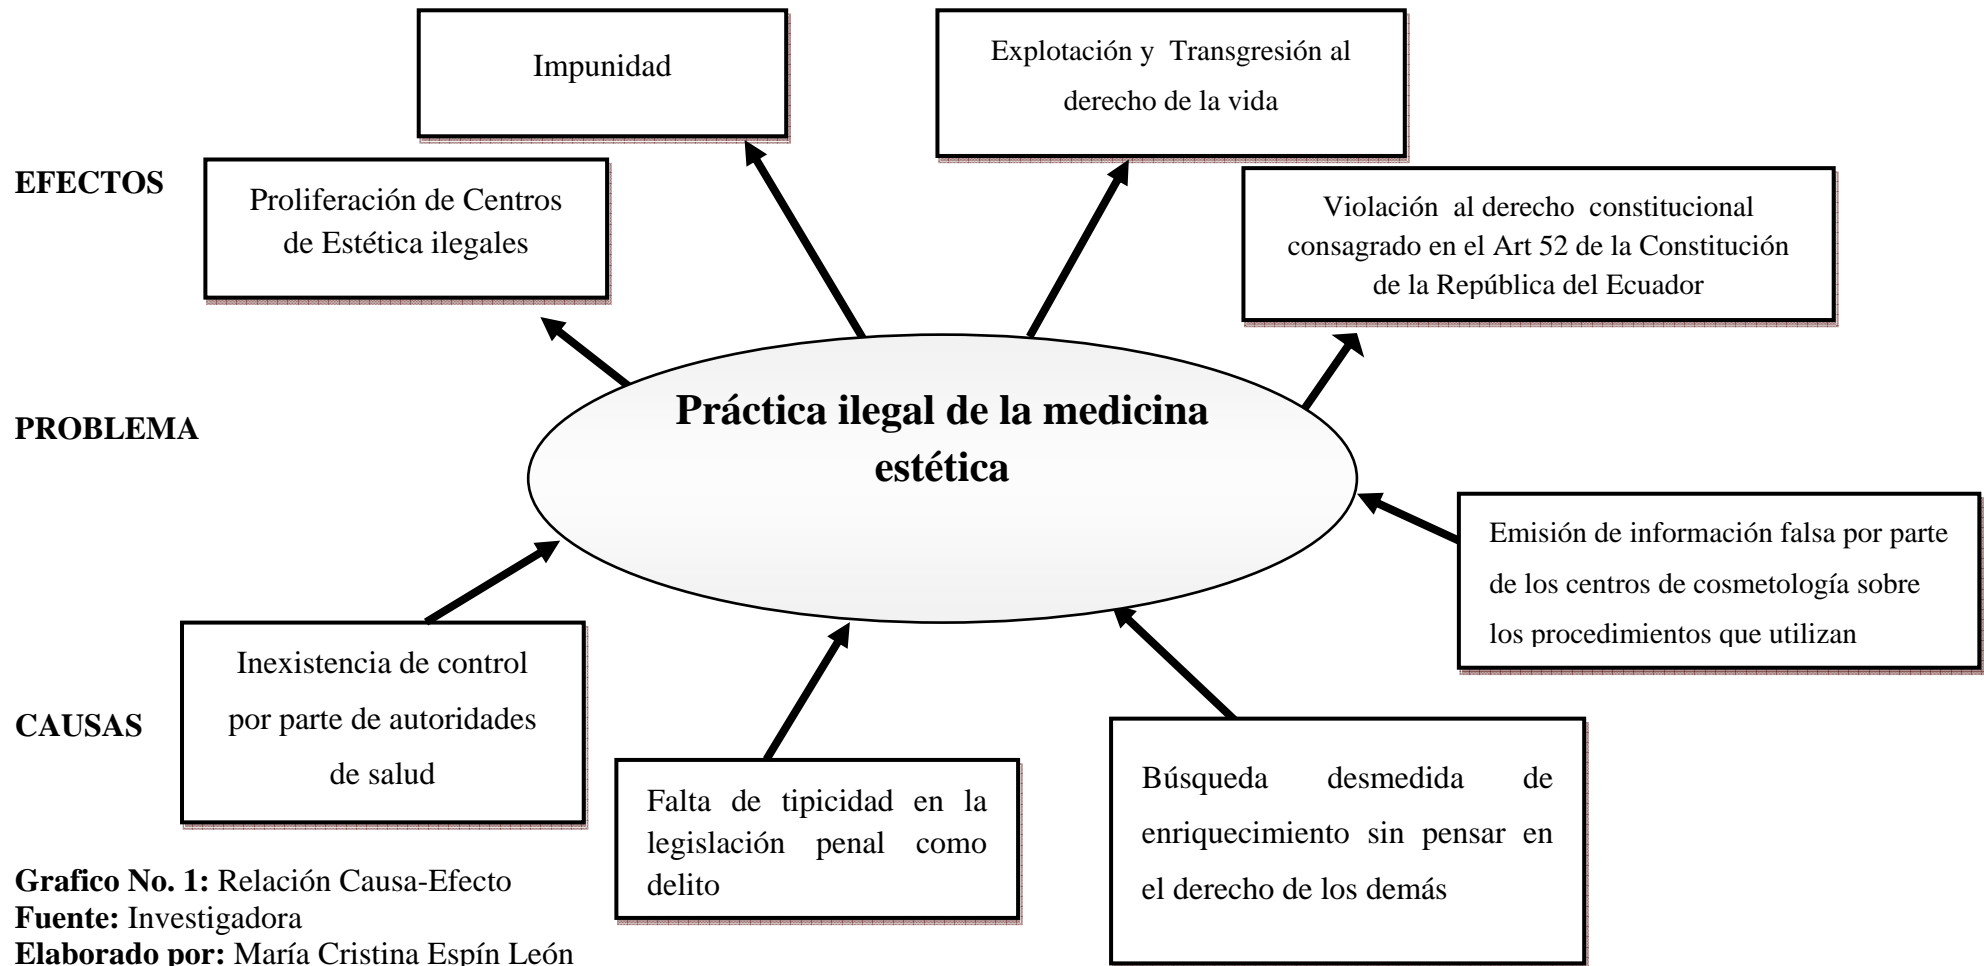 Impunidad
Explotación y Transgresión al
derecho de la vida
EFECTOS
Proliferación de Centros
de Estética ilegales
Violación al derecho constitucional
consagrado en el Art 52 de la Constitución
de la República del Ecuador
PROBLEMA
Práctica ilegal de la medicina
estética
Emisión de información falsa por parte
de los centros de cosmetología sobre
los procedimientos que utilizan
CAUSAS
Inexistencia de control
por parte de autoridades
de salud
Falta de tipicidad en la
legislación penal como
delito
Búsqueda desmedida de
enriquecimiento sin pensar en
el derecho de los demás
Grafico No. 1: Relación Causa-Efecto
Fuente: Investigadora
Elaborado por: María Cristina Espín León